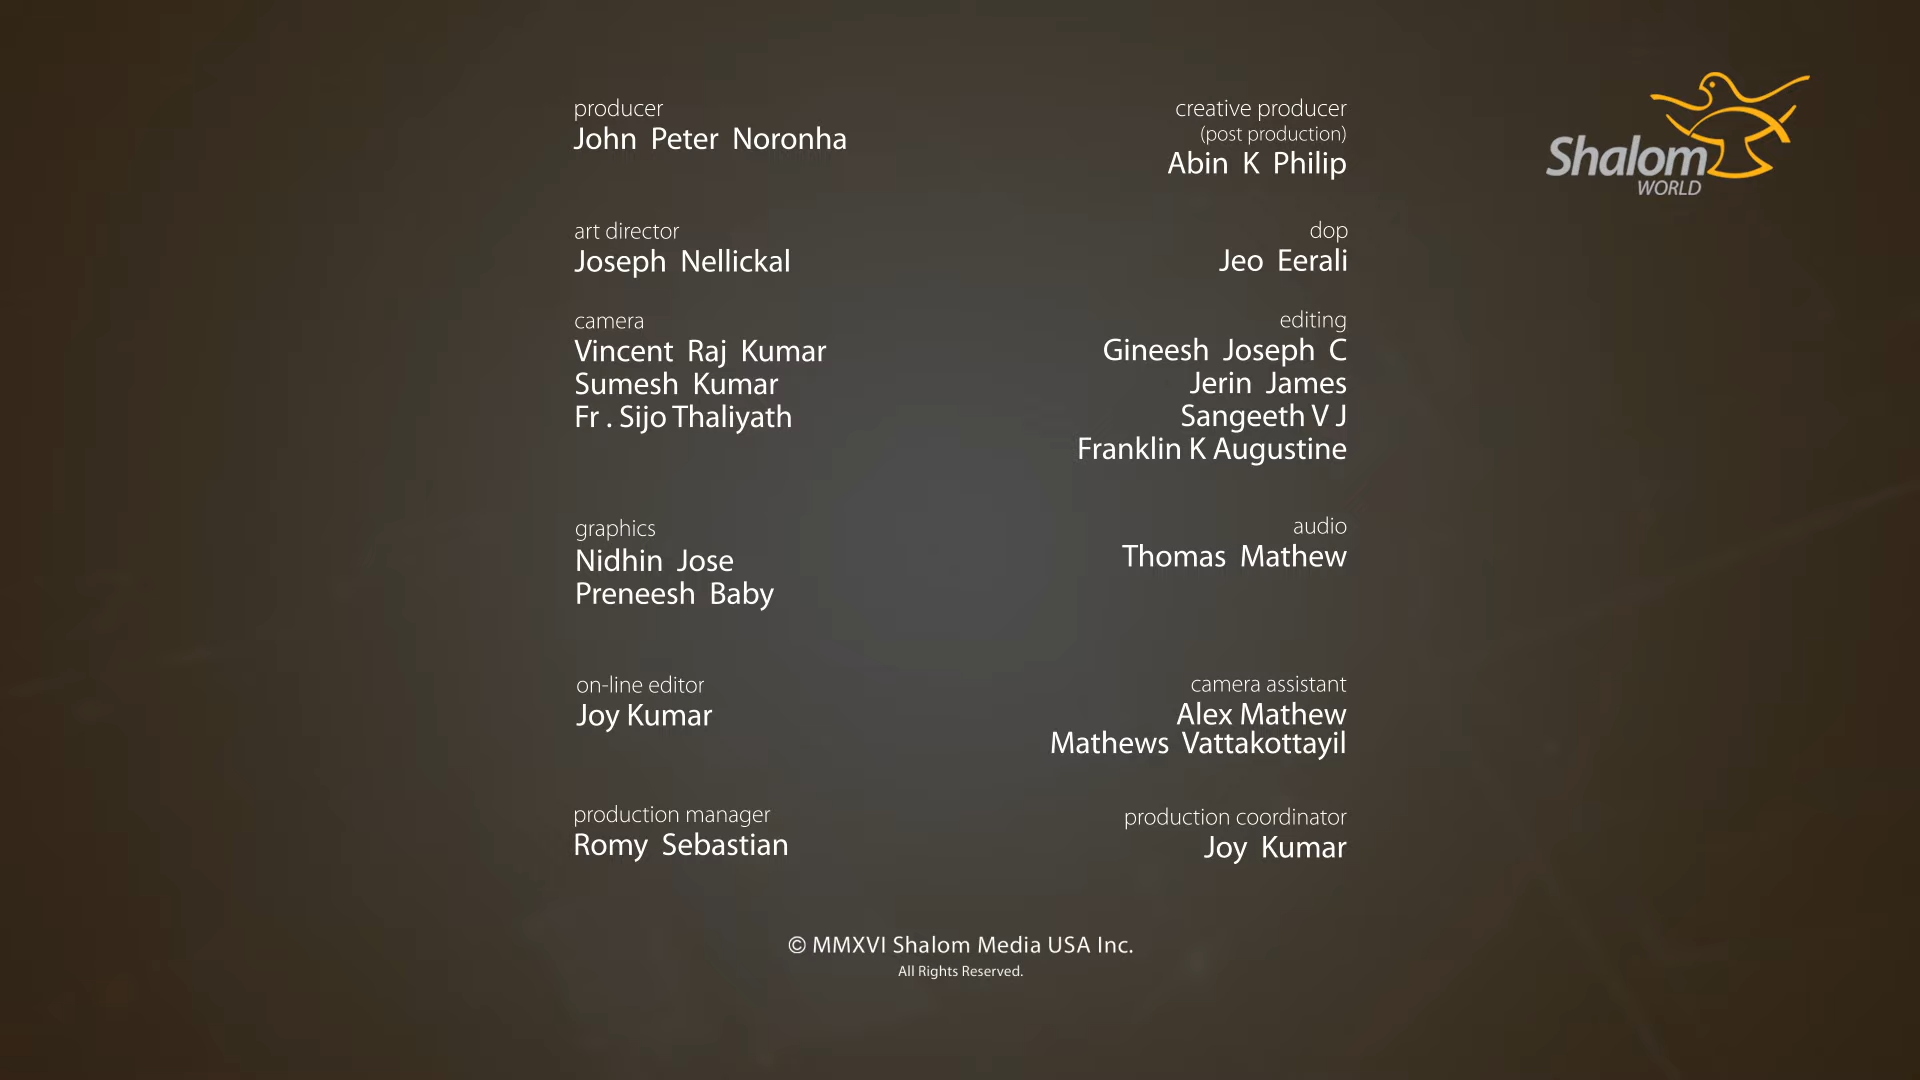 producer
John Peter Noronha
creative producer
(post production)
Abin K Philip
Shalom
WORLD
art director
Joseph Nellickal
dop
Jeo Eerali
camera
Vincent Raj Kumar
Sumesh Kumar
Fr . Sijo Thaliyath
editing
Gineesh Joseph C
Jerin James
Sangeeth V J
Franklin K Augustine
graphics
Nidhin Jose
Preneesh Baby
audio
Thomas Mathew
on-line editor
Joy Kumar
camera assistant
Alex Mathew
Mathews Vattakottayil
production manager
Romy Sebastian
production coordinator
Joy Kumar
© MMXVI Shalom Media USA Inc.
All Rights Reserved.